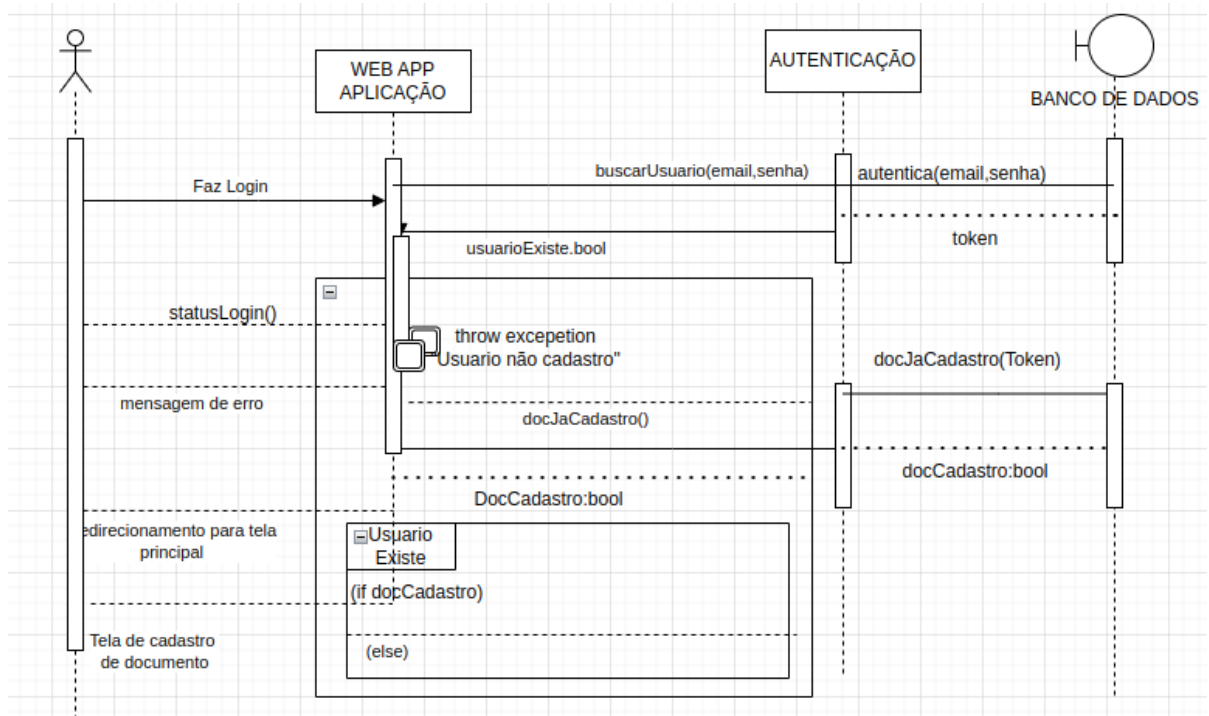 WEB APP
APLICAÇÃO
AUTENTICAÇÃO
BANCO DE DADOS
buscarUsuario(email,senha)
autentica(email,senha)
Faz Login
token
usuarioExiste.bool
statusLogin()
throw excepetion
Usuario não cadastro"
docJaCadastro(Token)
mensagem de erro
docJaCadastro()
docCadastro:bool
DocCadastro:bool
edirecionamento para tela
principal
Usuario
Existe
(if docCadastro)
Tela de cadastro
de documento
(else)